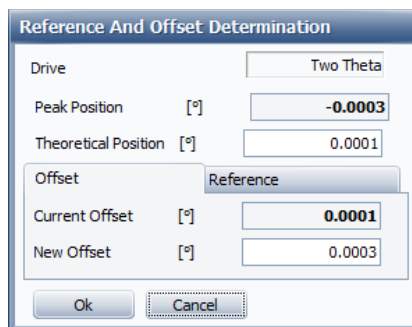 Reference And Offset Determination
Drive Two Theta
Peak Position [°] -0.0003
Theoretical Position [°] 0.0001
Offset Reference
Current Offset [°] 0.0001
New Offset [°] 0.0003
Ok Cancel